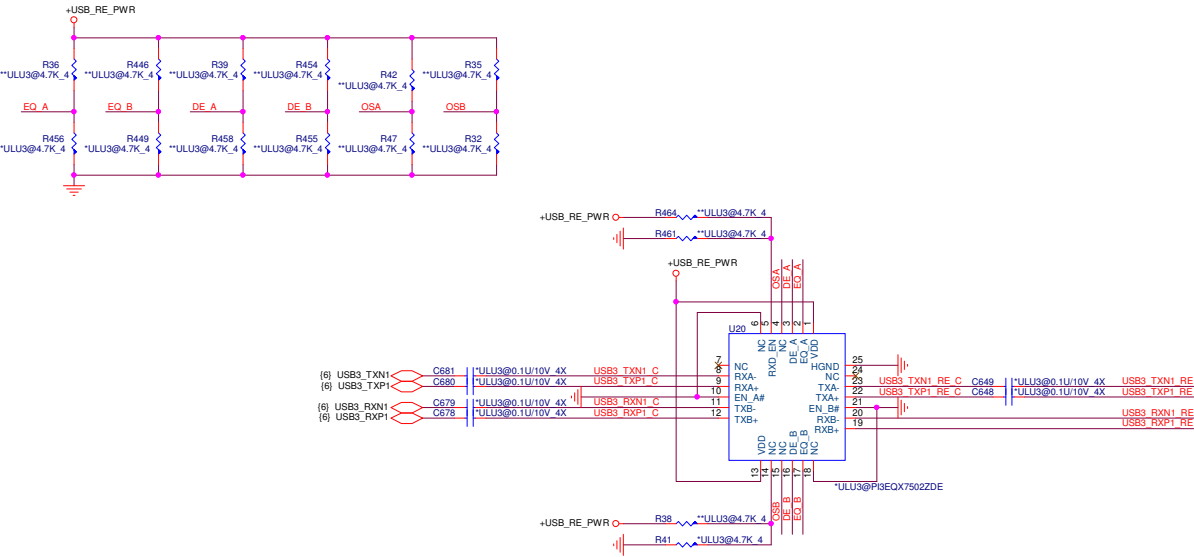 +USB_RE_PWR
R36
**ULU3@4.7K_4
R446
**ULU3@4.7K_4
R39
**ULU3@4.7K_4
R454
**ULU3@4.7K_4
R42
**ULU3@4.7K_4
R35
**ULU3@4.7K_4
EQ_A
EQ_B
DE_A
DE_B
OSA
OSB
R456
*ULU3@4.7K_4
R449
*ULU3@4.7K_4
R458
**ULU3@4.7K_4
R455
**ULU3@4.7K_4
R47
**ULU3@4.7K_4
R32
**ULU3@4.7K_4
+USB_RE_PWR
R464
**ULU3@4.7K_4
R461
*ULU3@4.7K_4
+USB_RE_PWR
OSA
DE_A
EQ_A
6
5
4
3
2
1
U20
NC
RXD_EN
NC
DE_A
EQ_A
VDD
7
NC
8
RXA-
9
RXA+
10
EN_A#
11
TXB-
12
TXB+
25
HGND
24
NC
23
TXA-
22
TXA+
21
EN_B#
20
RXB-
19
RXB+
{6} USB3_TXN1
C681
*ULU3@0.1U/10V_4X
USB3_TXN1_C
{6} USB3_TXP1
C680
*ULU3@0.1U/10V_4X
USB3_TXP1_C
{6} USB3_RXN1
C679
*ULU3@0.1U/10V_4X
USB3_RXN1_C
{6} USB3_RXP1
C678
*ULU3@0.1U/10V_4X
USB3_RXP1_C
USB3_TXN1_RE_C
C649
*ULU3@0.1U/10V_4X
USB3_TXN1_RE
USB3_TXP1_RE_C
C648
*ULU3@0.1U/10V_4X
USB3_TXP1_RE
USB3_RXN1_RE
USB3_RXP1_RE
VDD
NC
NC
DE_B
EQ_B
NC
13
14
15
16
17
18
*ULU3@PI3EQX7502ZDE
OSB
DE_B
EQ_B
+USB_RE_PWR
R38
**ULU3@4.7K_4
R41
*ULU3@4.7K_4